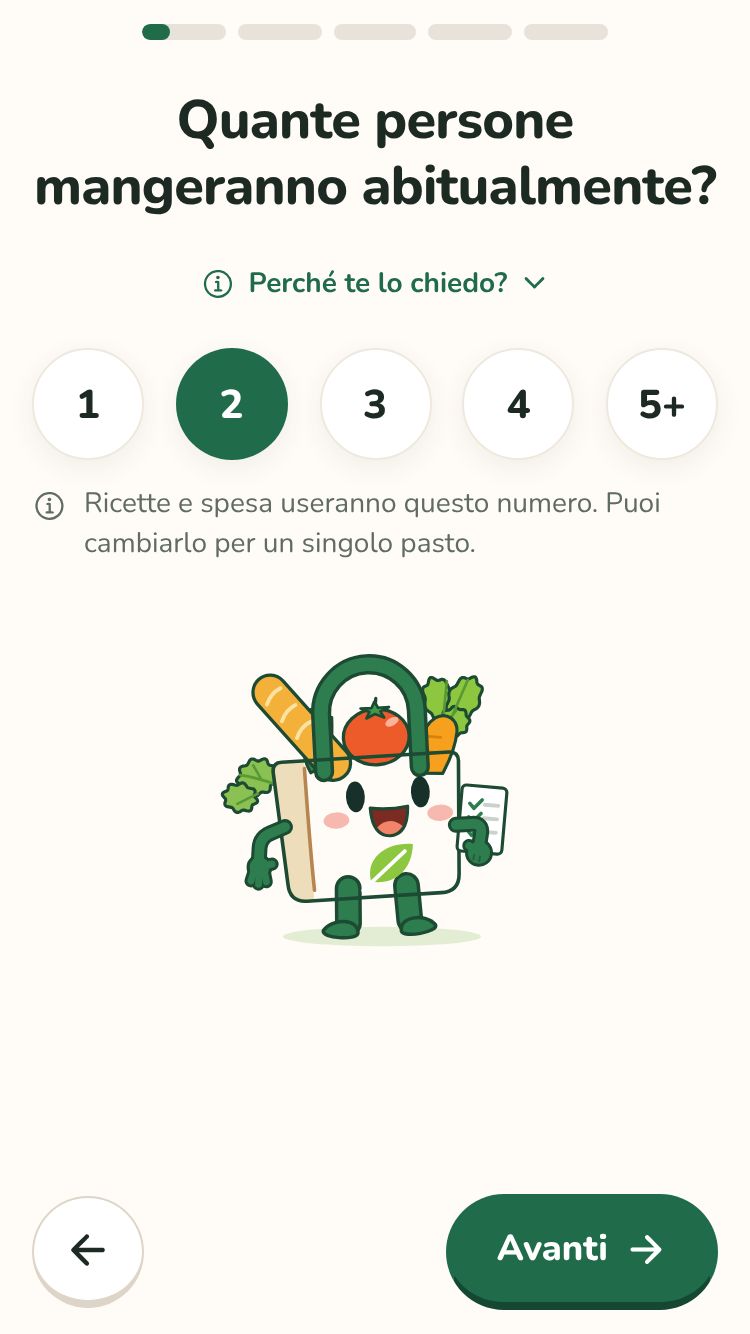 Quante persone
mangeranno abitualmente?
Perché te lo chiedo?
1 2 3 4 5+
Ricette e spesa useranno questo numero. Puoi
cambiarlo per un singolo pasto.
Avanti